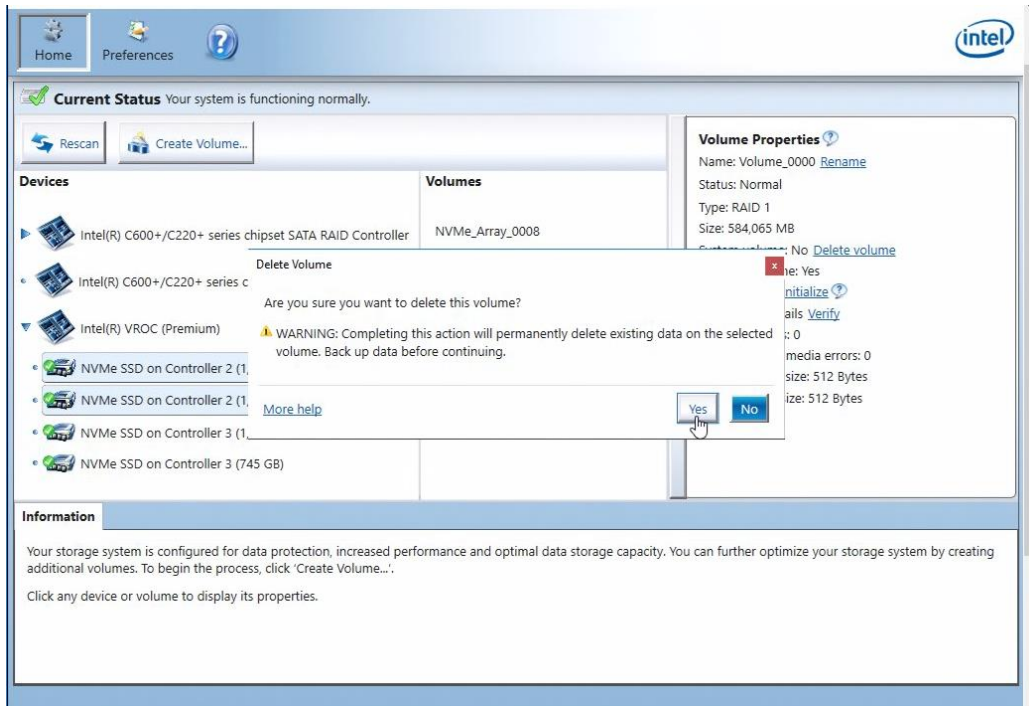 Home
Preferences
?
intel
Current Status Your system is functioning normally.
Rescan
Create Volume...
Devices
Volumes
Intel(R) C600+/C220+ series chipset SATA RAID Controller
NVMe_Array_0008
Intel(R) C600+/C220+ series c
Intel(R) VROC (Premium)
NVMe SSD on Controller 2 (1,
NVMe SSD on Controller 2 (1,
NVMe SSD on Controller 3 (1,
NVMe SSD on Controller 3 (745 GB)
Delete Volume
x
Are you sure you want to delete this volume?
WARNING: Completing this action will permanently delete existing data on the selected
volume. Back up data before continuing.
More help
Yes
No
Volume Properties ?
Name: Volume_0000 Rename
Status: Normal
Type: RAID 1
Size: 584,065 MB
System volume: No Delete volume
ne: Yes
nitialize ?
ails Verify
s: 0
media errors: 0
size: 512 Bytes
ize: 512 Bytes
Information
Your storage system is configured for data protection, increased performance and optimal data storage capacity. You can further optimize your storage system by creating
additional volumes. To begin the process, click 'Create Volume...'.
Click any device or volume to display its properties.